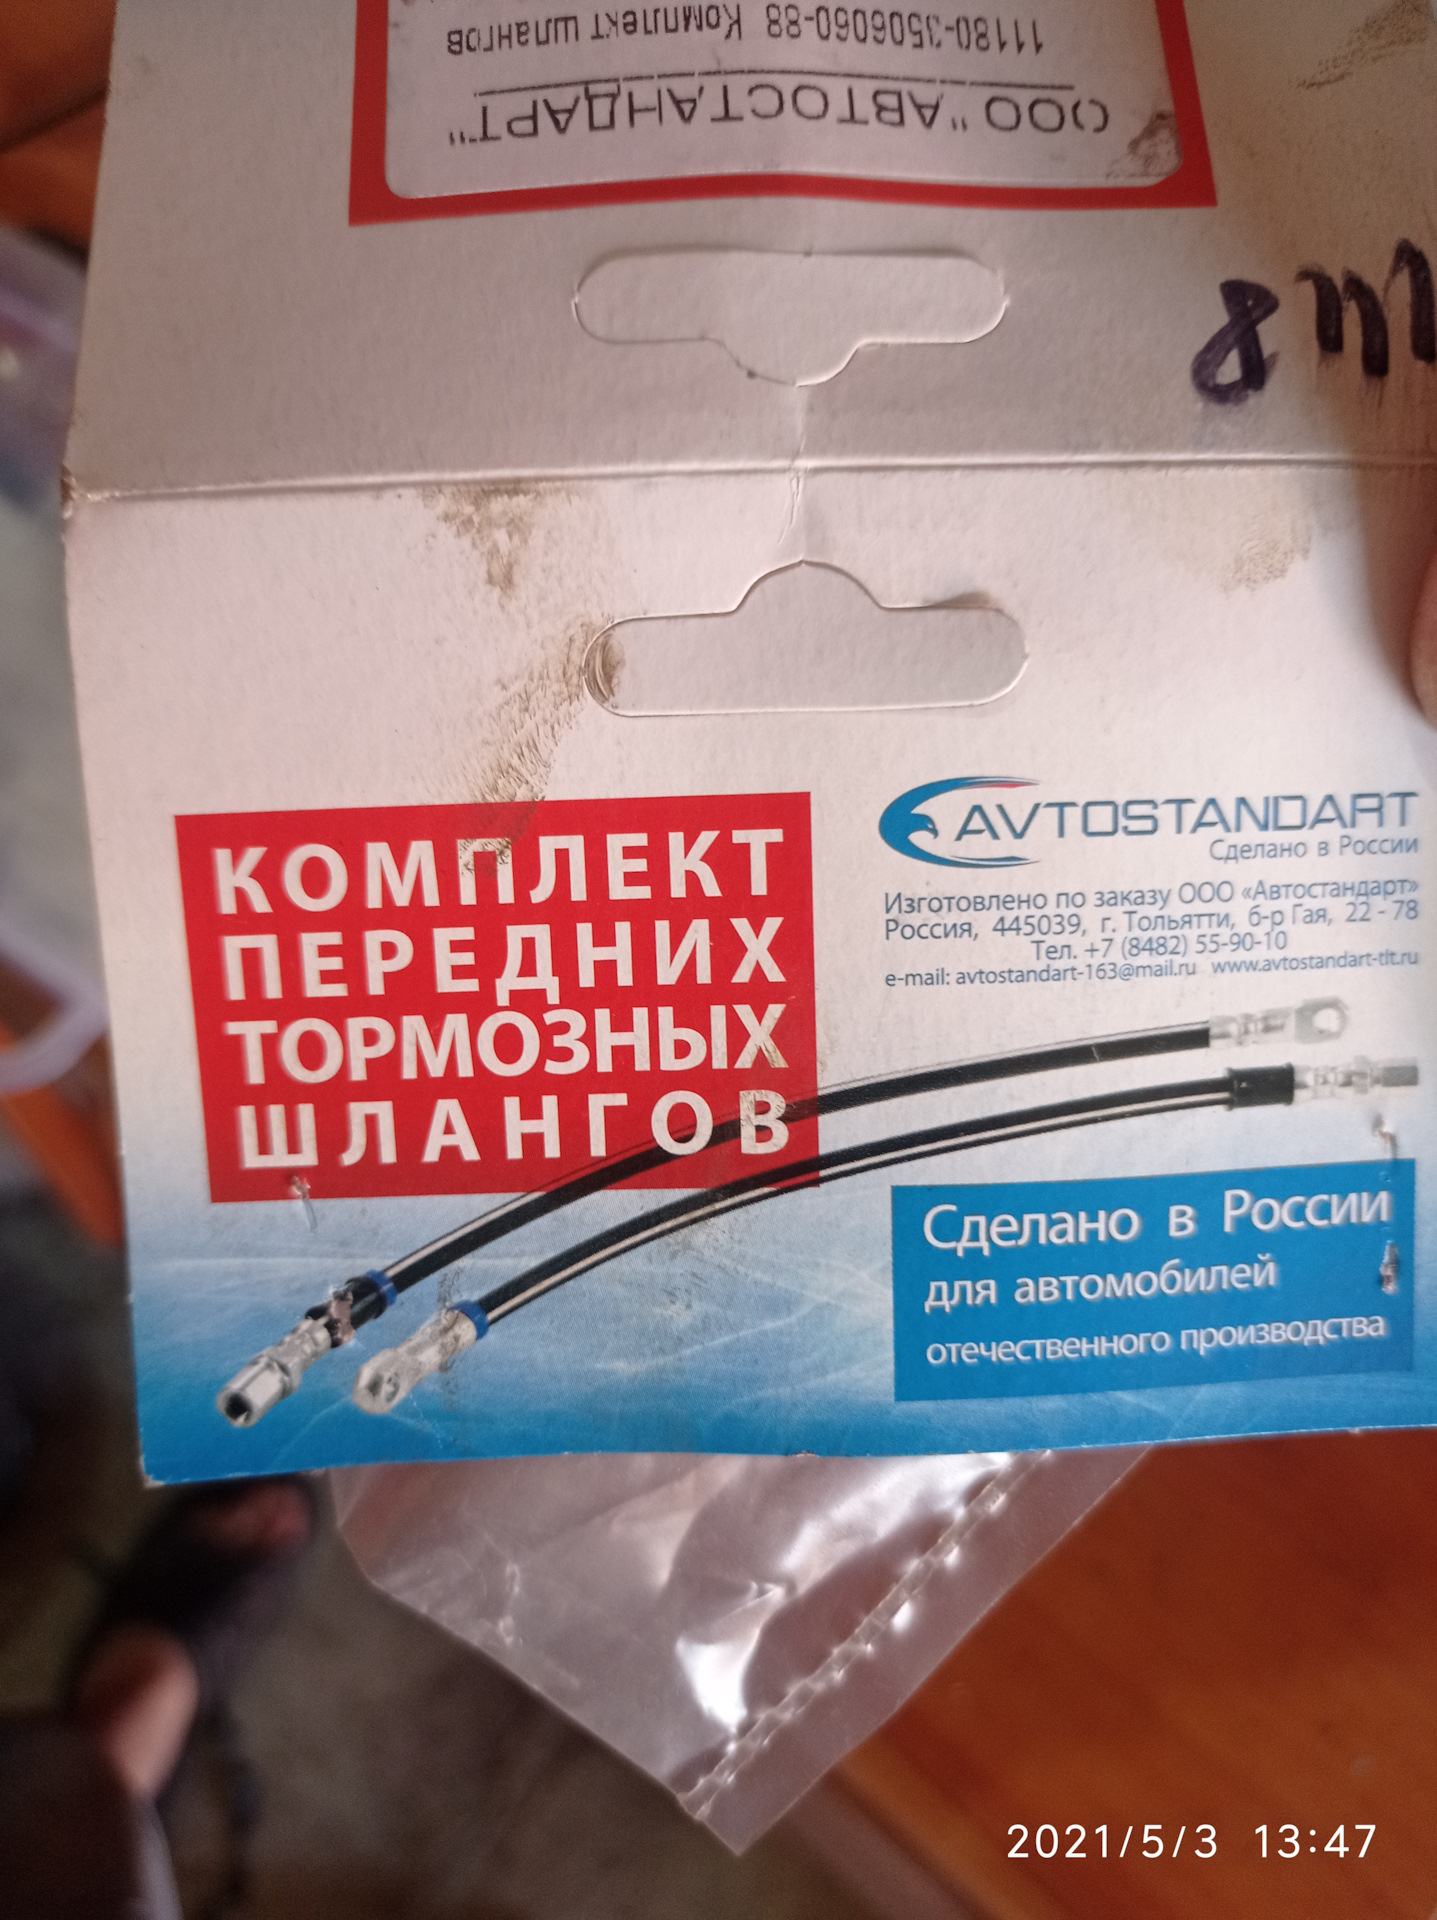 ООО "АВТОСТАНДАРТ"
11180-3506060-88 Комплект шлангов
8 m
КОМПЛЕКТ
ПЕРЕДНИХ
ТОРМОЗНЫХ
ШЛАНГОВ
AVTOSTANDART
Сделано в России
Изготовлено по заказу ООО «Автостандарт»
Россия, 445039, г. Тольятти, б-р Гая, 22 - 78
Тел. +7 (8482) 55-90-10
e-mail: avtostandart-163@mail.ru www.avtostandart-tlt.ru
Сделано в России
для автомобилей
отечественного производства
2021/5/3 13:47